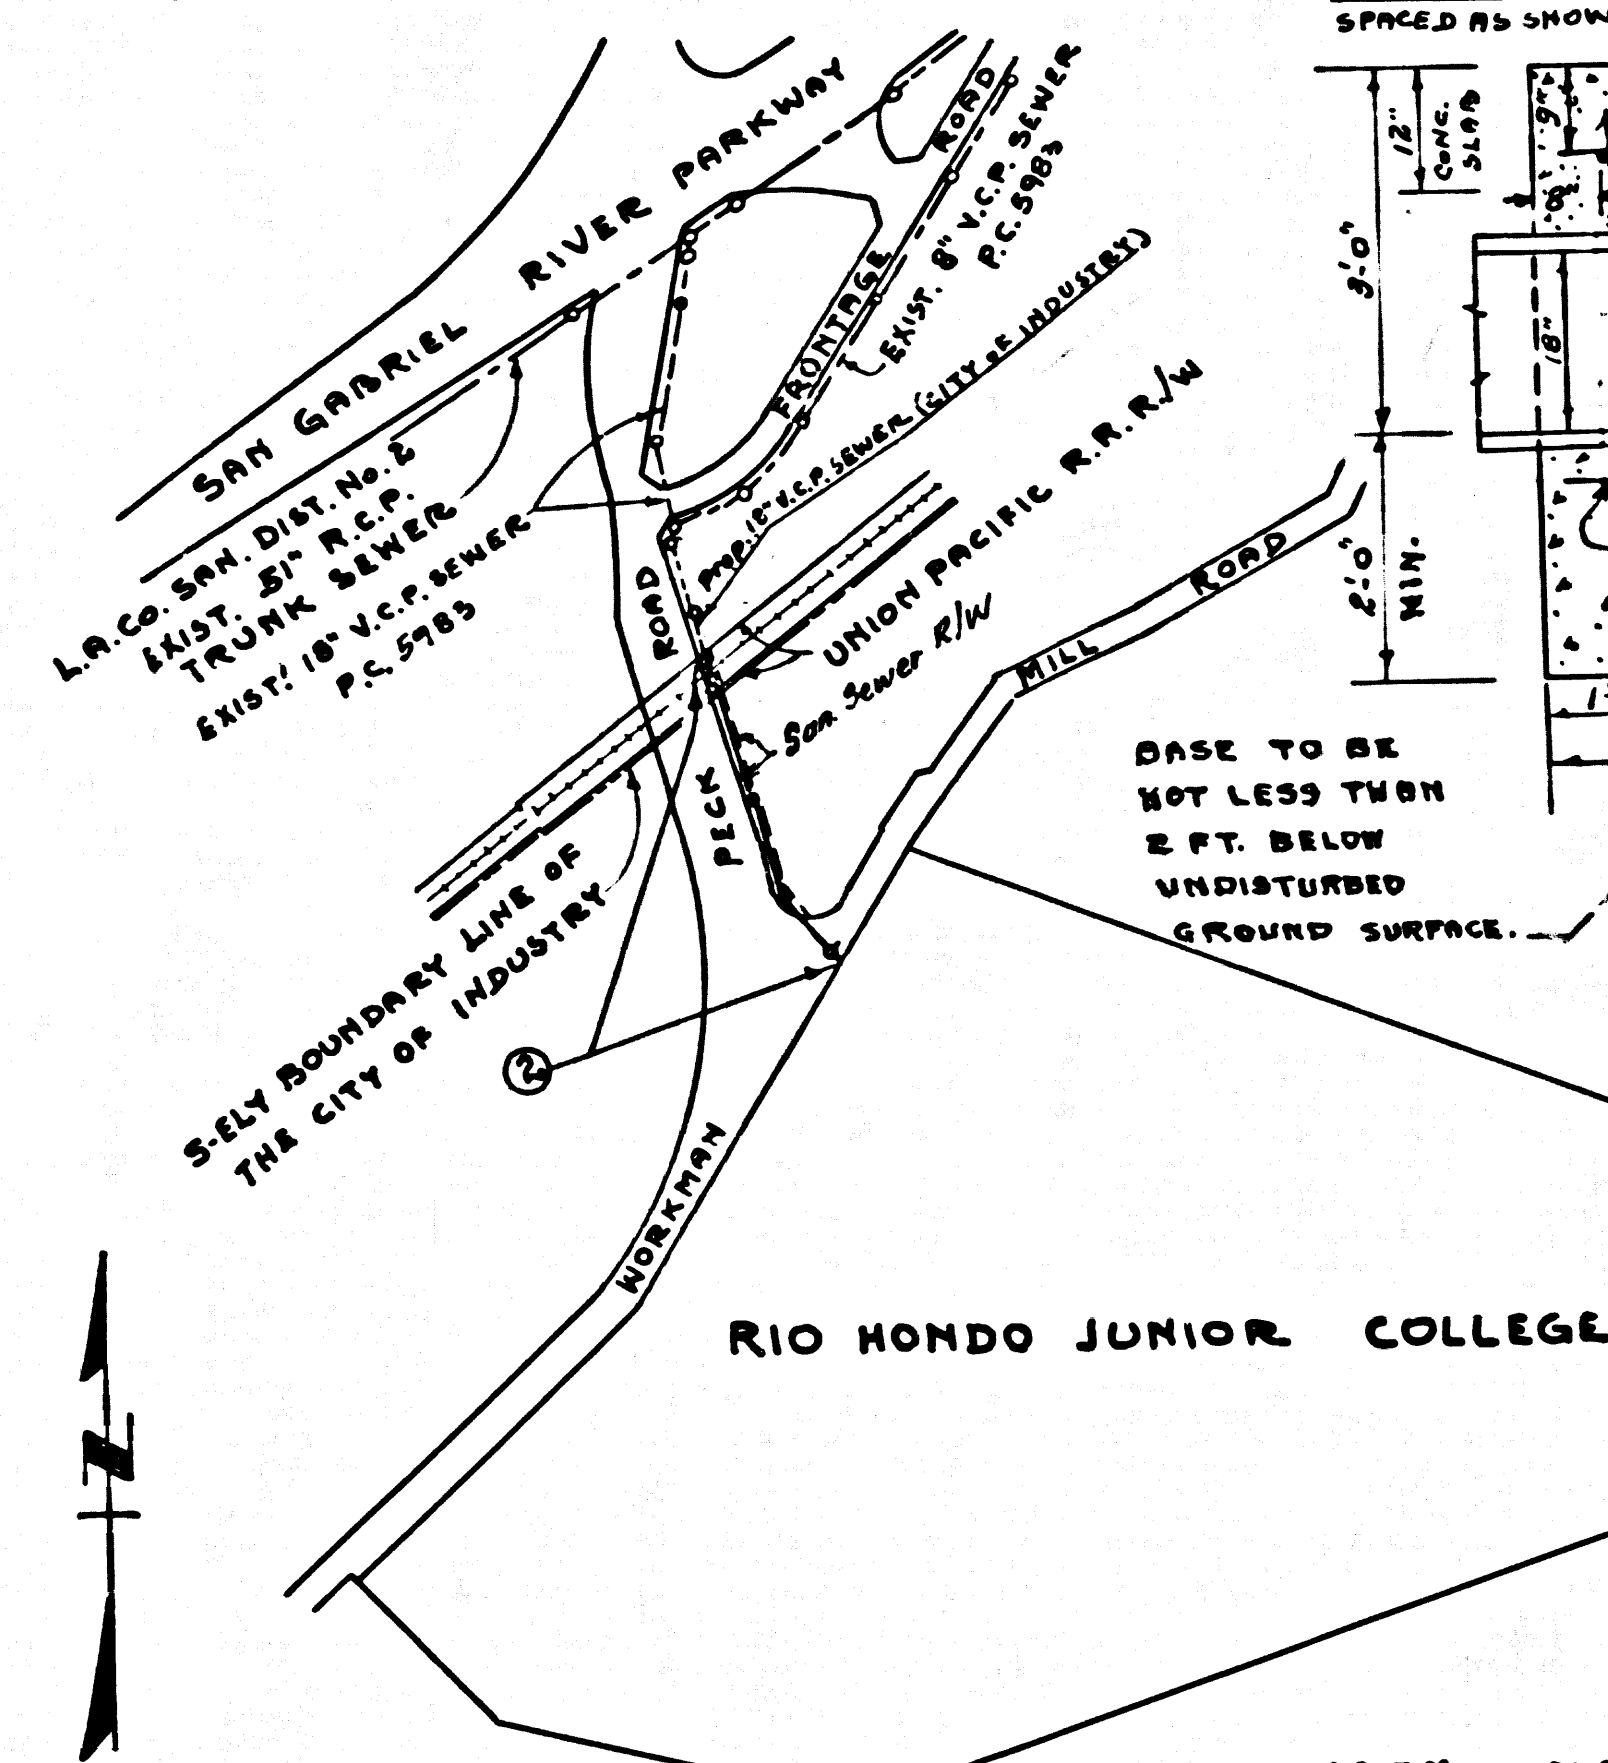 SPACED AS SHOW
SAN GABRIEL RIVER PARKWAY
ROAD
FRONTAGE
EXIST. 8" V.C.P. SEWER
P.C. 5983
PROP. 18" V.C.P. SEWER (CITY OF INDUSTRY)
L.A. CO. SAN. DIST. No. 2
EXIST. 51" R.C.P.
TRUNK SEWER
EXIST. 18" V.C.P. SEWER
P.C. 5983
UNION PACIFIC R.R. R/W
San. Sewer R/W
ROAD
PECK
MILL
ROAD
S-ELY BOUNDARY LINE OF
THE CITY OF INDUSTRY
2
WORKMAN
12"
CONC.
SLAB
9"
8"
3'-0"
18"
2'-0"
MIN.
BASE TO BE
NOT LESS THAN
2 FT. BELOW
UNDISTURBED
GROUND SURFACE.
RIO HONDO JUNIOR COLLEGE
N